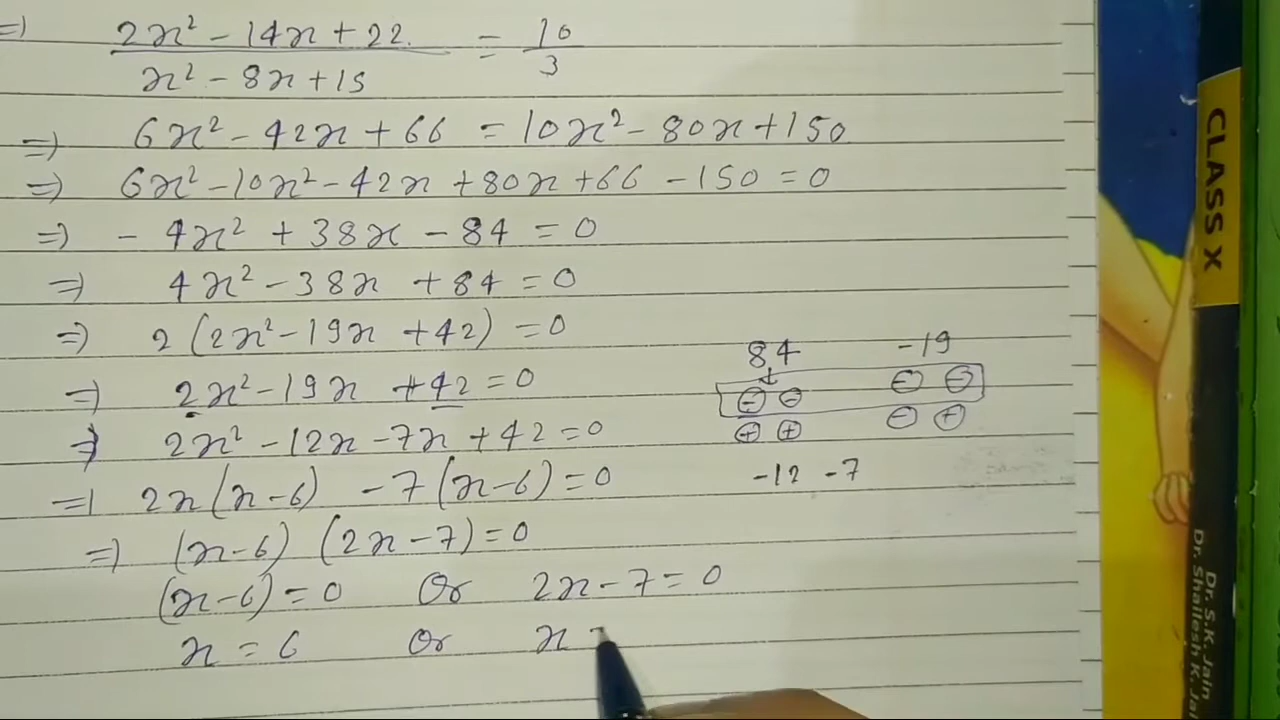 =) 2x² - 14x + 22 / x² - 8x + 15 = 10/3
=) 6x² - 42x + 66 = 10x² - 80x + 150
=) 6x² - 10x² - 42x + 80x + 66 - 150 = 0
=) - 4x² + 38x - 84 = 0
=) 4x² - 38x + 84 = 0
=) 2(2x² - 19x + 42) = 0
=) 2x² - 19x + 42 = 0
=) 2x² - 12x - 7x + 42 = 0
=) 2x(x-6) - 7(x-6) = 0
=) (x-6) (2x-7) = 0
(x-6) = 0 Or 2x - 7 = 0
x = 6 Or x -
84 -19
↓
⊖ ⊖ ⊖ ⊖
⊕ ⊕ ⊖ ⊕
-12 -7
CLASS X
Dr. S.K. Jain
Dr. Shailesh K. Jai